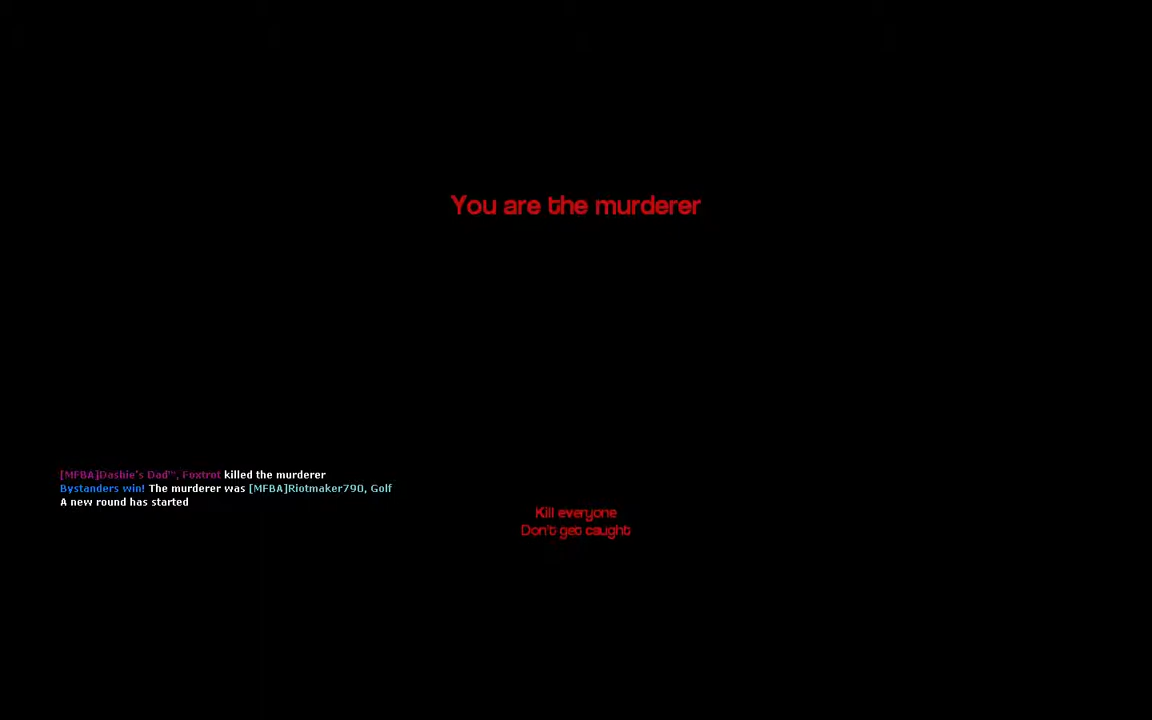 You are the murderer
[MFBA]Dashie's Dad™, Foxtrot killed the murderer
Bystanders win! The murderer was [MFBA]Riotmaker790, Golf
A new round has started
Kill everyone
Don't get caught